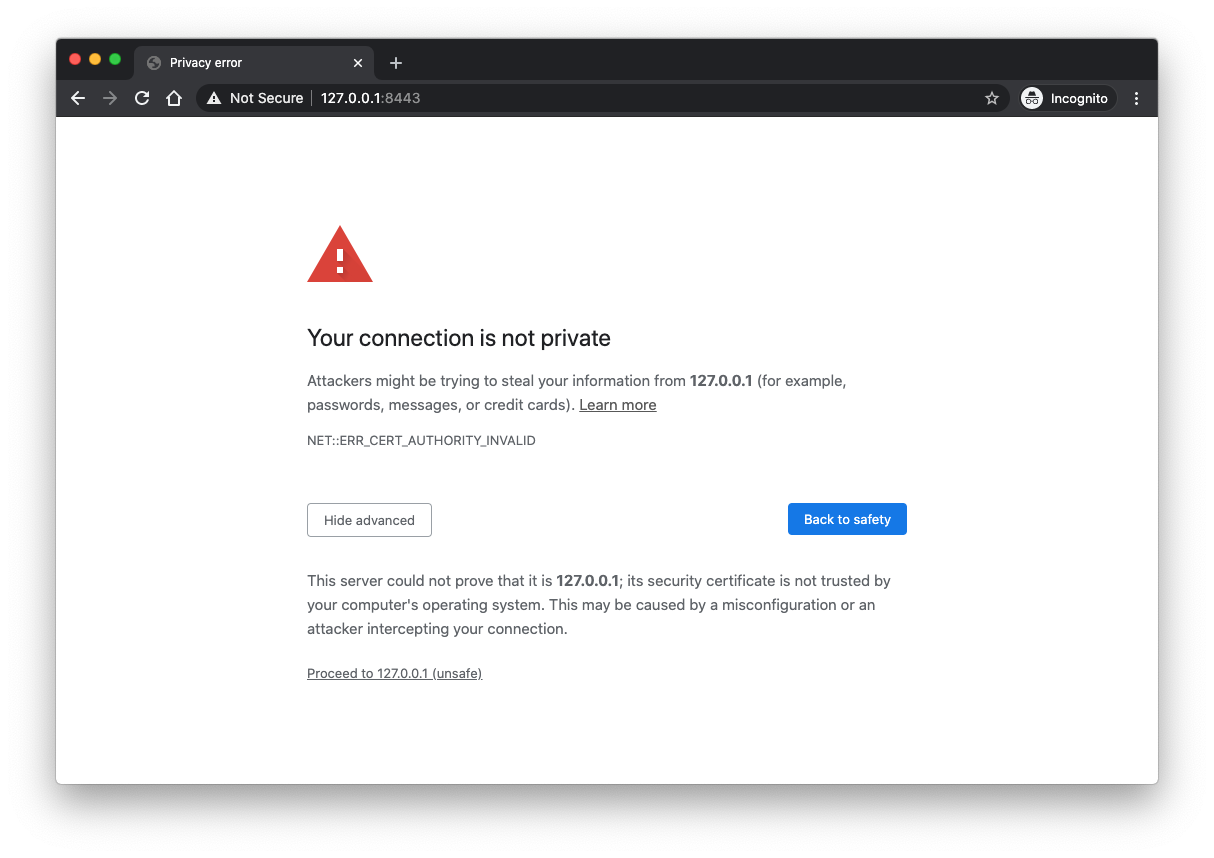 Privacy error
Not Secure 127.0.0.1:8443 Incognito
Your connection is not private
Attackers might be trying to steal your information from 127.0.0.1 (for example,
passwords, messages, or credit cards). Learn more
NET::ERR_CERT_AUTHORITY_INVALID
Hide advanced Back to safety
This server could not prove that it is 127.0.0.1; its security certificate is not trusted by
your computer's operating system. This may be caused by a misconfiguration or an
attacker intercepting your connection.
Proceed to 127.0.0.1 (unsafe)